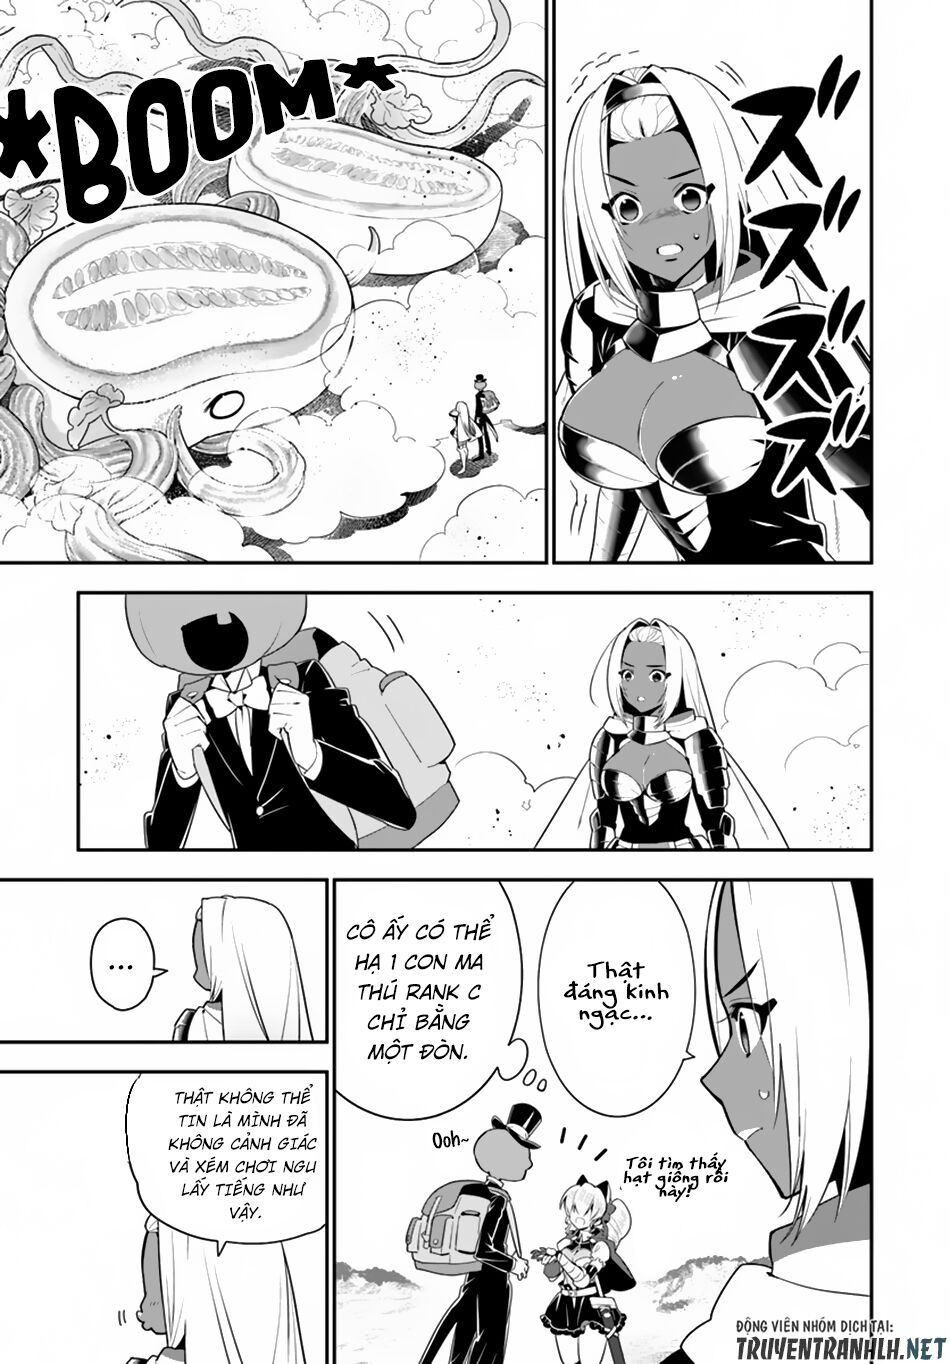 ズズズズ
*BOOM*
Thật
đáng kinh
ngạc...
CÔ ẤY CÓ THỂ
HẠ 1 CON MA
THÚ RANK C
CHỈ BẰNG
MỘT ĐÒN.
Ooh~
Tôi tìm thấy
hạt giống rồi
này!
...
THẬT KHÔNG THỂ
TIN LÀ MÌNH ĐÃ
KHÔNG CẢNH GIÁC
VÀ XÉM CHƠI NGU
LẤY TIẾNG NHƯ
VẬY.
ĐỘNG VIÊN NHÓM DỊCH TẠI:
TRUYENTRANHLH.NET